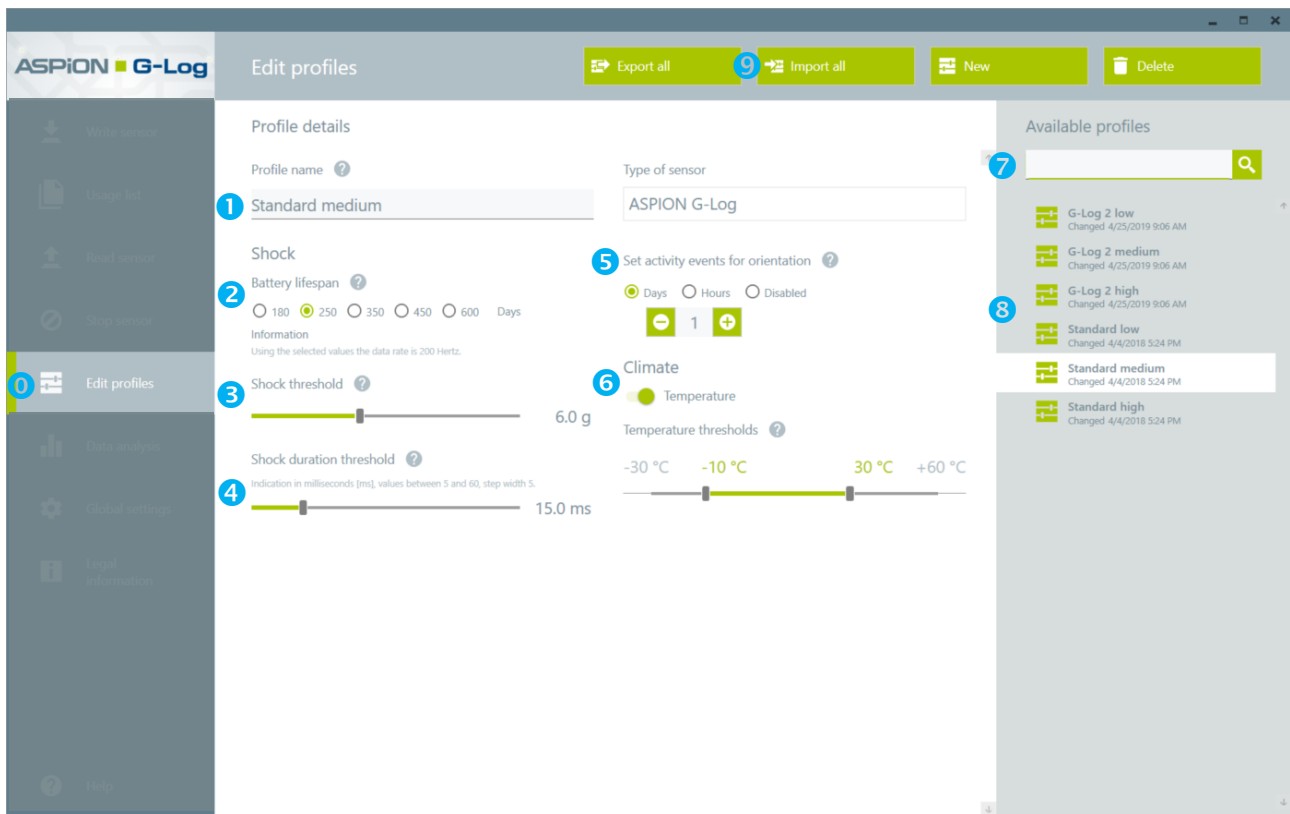 ASPiON G-Log
Edit profiles
Export all
9
Import all
New
Delete
Write sensor
Usage list
Read sensor
Stop sensor
0
Edit profiles
Data analysis
Global settings
Legal
information
Help
Profile details
Profile name
1
Standard medium
Type of sensor
ASPION G-Log
Shock
2
Battery lifespan
180 250 350 450 600 Days
Information
Using the selected values the data rate is 200 Hertz.
3
Shock threshold
6.0 g
Shock duration threshold
4
Indication in milliseconds [ms], values between 5 and 60, step width 5.
15.0 ms
5
Set activity events for orientation
Days Hours Disabled
1
Climate
6
Temperature
Temperature thresholds
-30 °C -10 °C 30 °C +60 °C
Available profiles
7
G-Log 2 low
Changed 4/25/2019 9:06 AM
G-Log 2 medium
Changed 4/25/2019 9:06 AM
8
G-Log 2 high
Changed 4/25/2019 9:06 AM
Standard low
Changed 4/4/2018 5:24 PM
Standard medium
Changed 4/4/2018 5:24 PM
Standard high
Changed 4/4/2018 5:24 PM